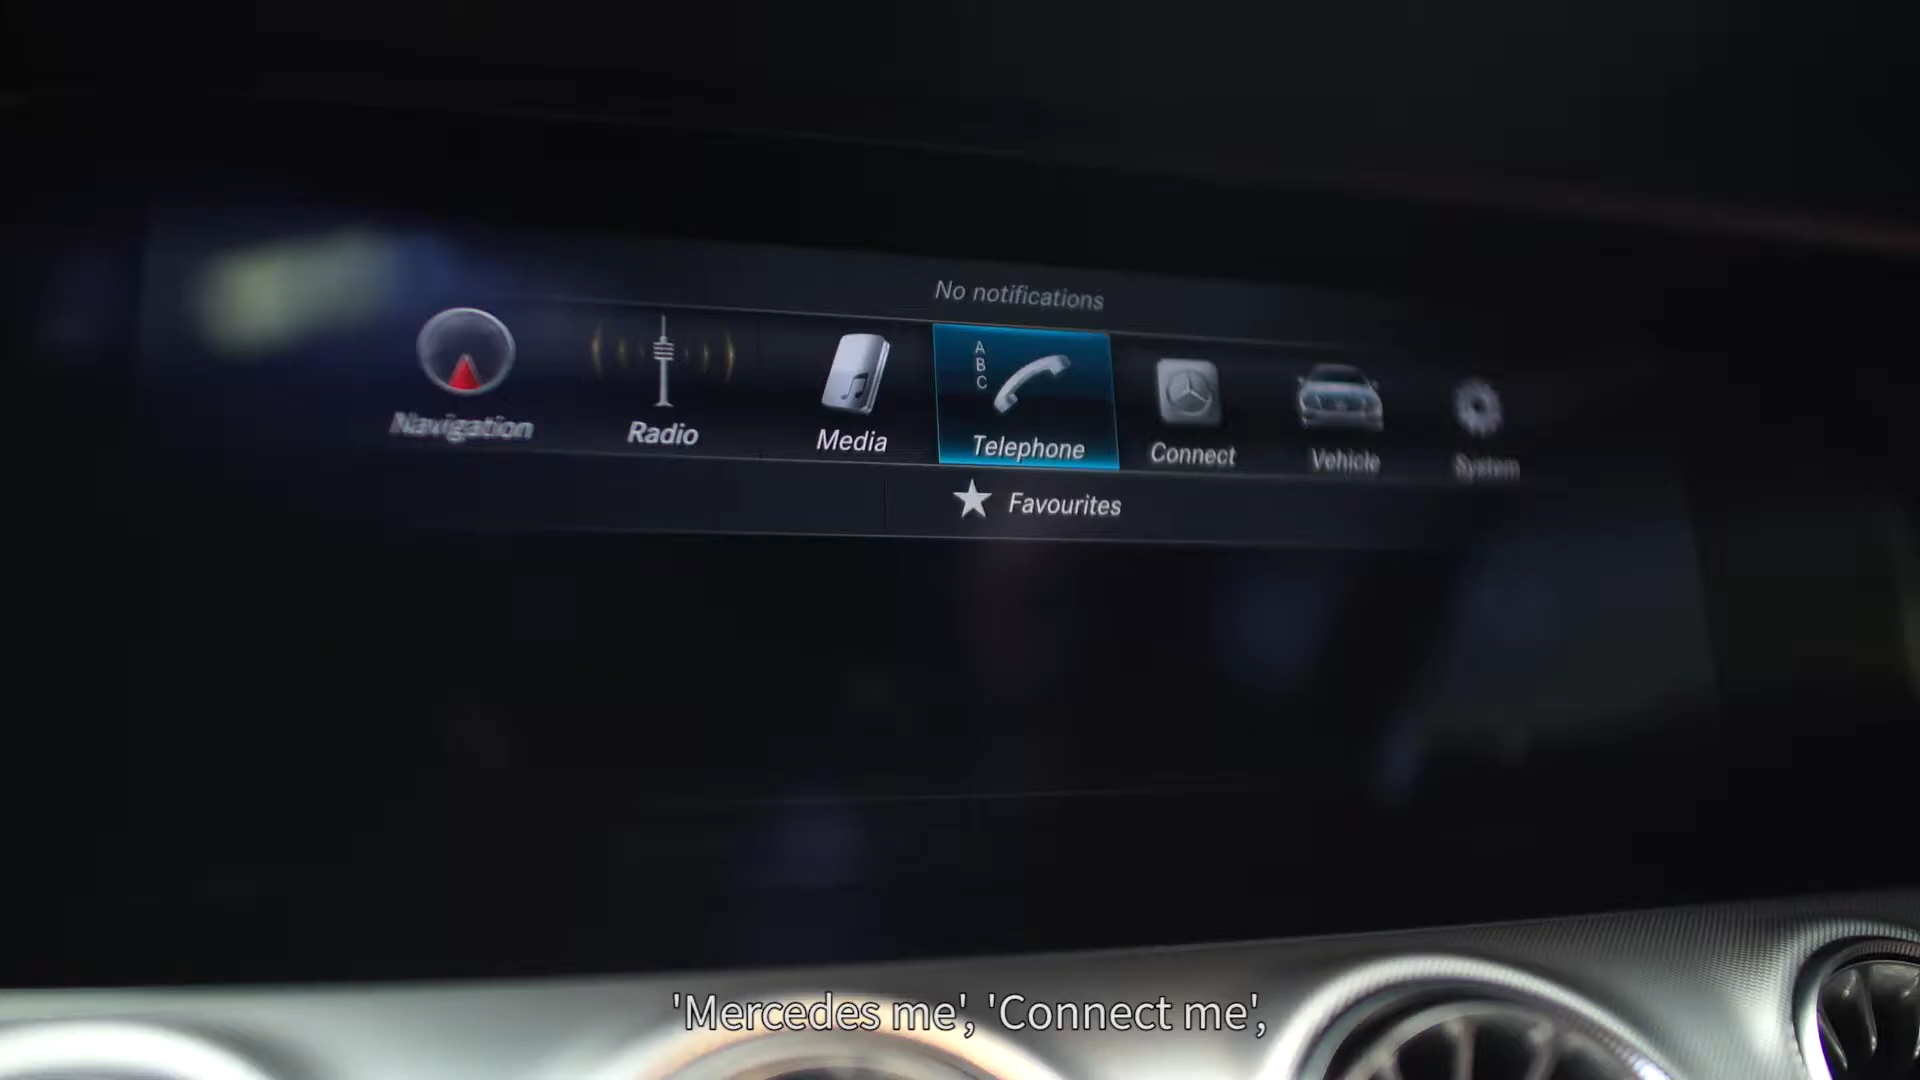 No notifications
Navigation
Radio
Media
A
B
C
Telephone
Connect
Vehicle
System
Favourites
'Mercedes me', 'Connect me',